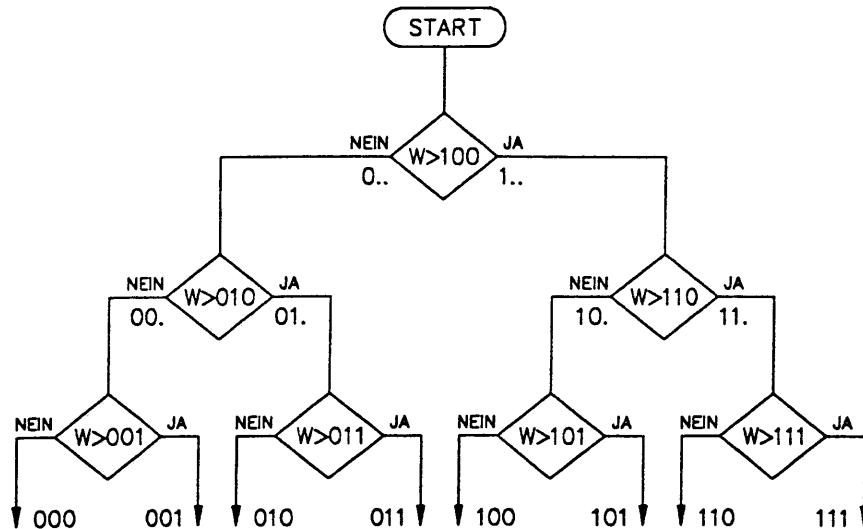 START
NEIN W>100 JA
0.. 1..
NEIN W>010 JA NEIN W>110 JA
00. 01. 10. 11.
NEIN W>001 JA NEIN W>011 JA NEIN W>101 JA NEIN W>111 JA
000 001 010 011 100 101 110 111